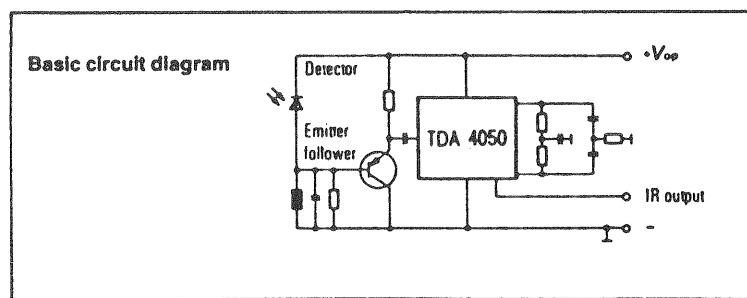 Basic circuit diagram
Detector
+Vop
Emitter
follower
TDA 4050
IR output
-